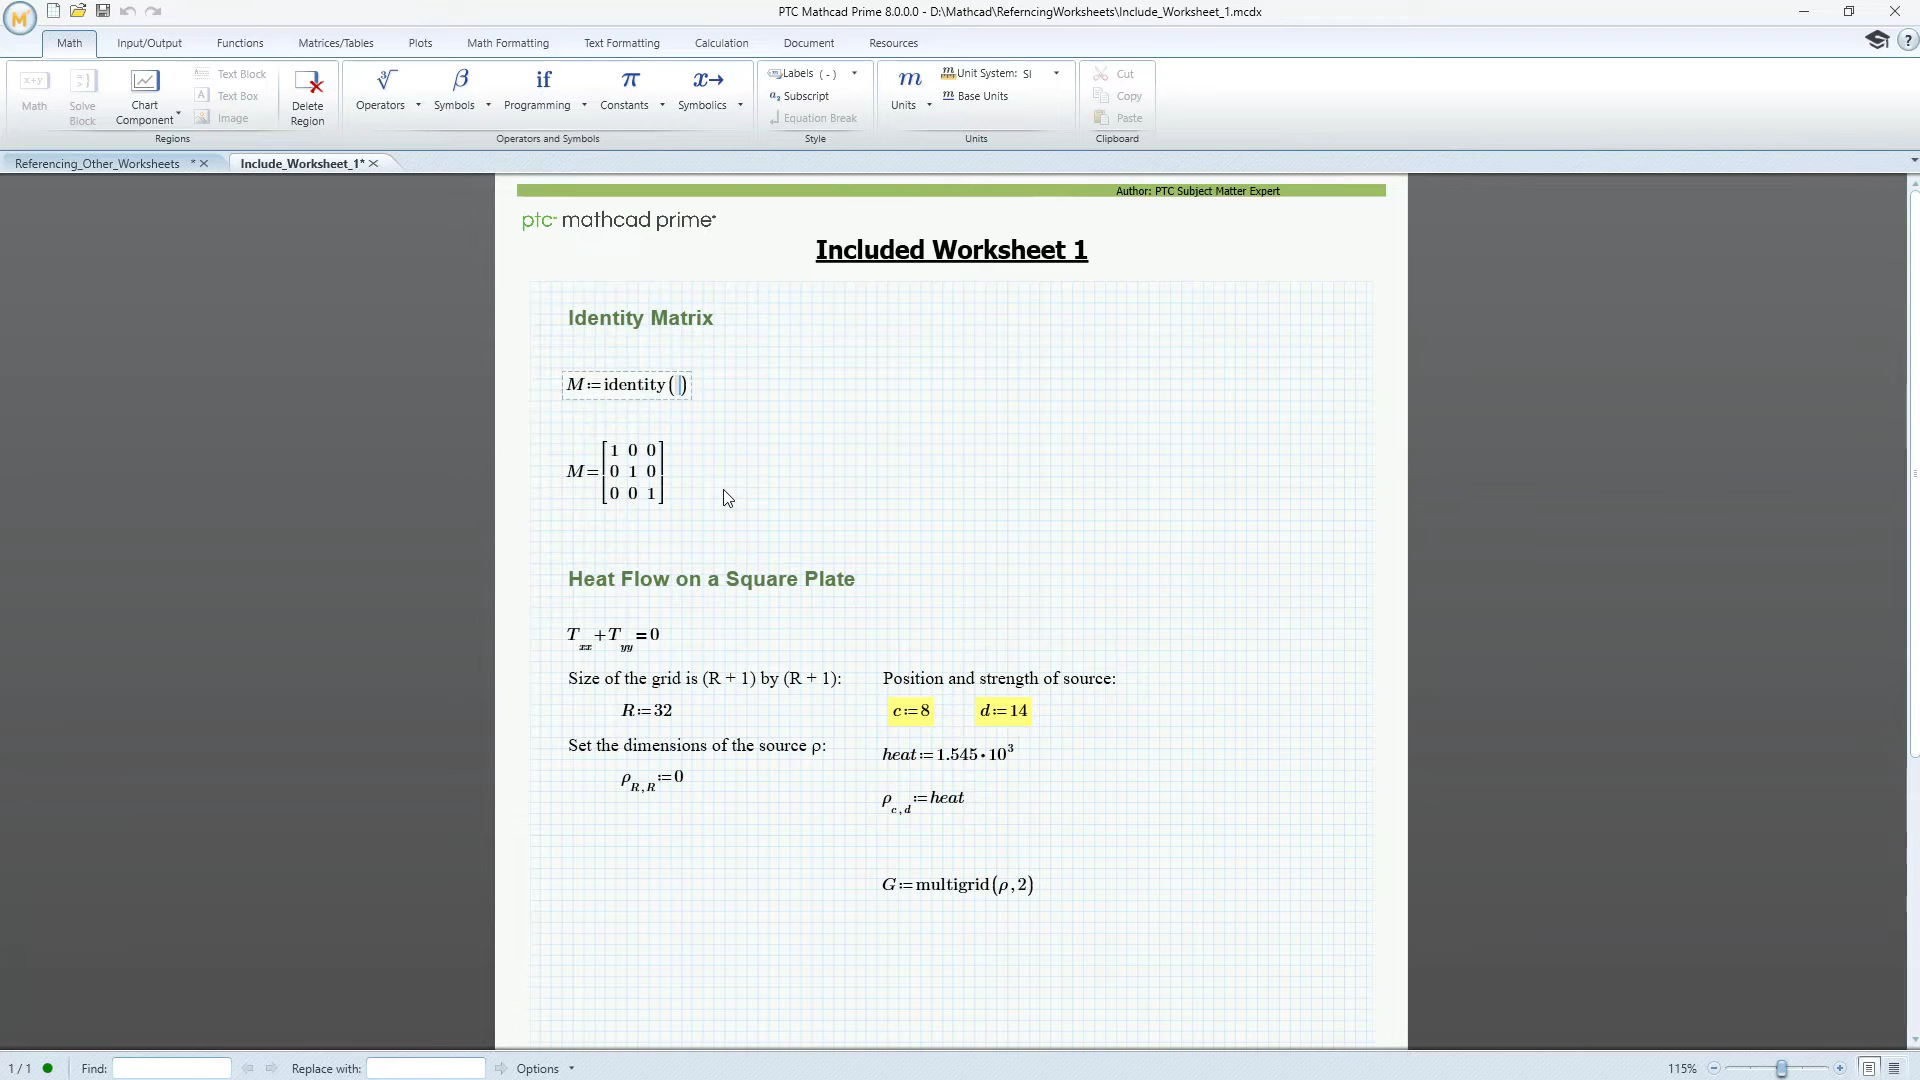 PTC Mathcad Prime 8.0.0.0 - D:\Mathcad\ReferncingWorksheets\Include_Worksheet_1.mcdx
Math Input/Output Functions Matrices/Tables Plots Math Formatting Text Formatting Calculation Document Resources
Math
Solve Block
Chart Component
Text Block
Text Box
Image
Delete Region
Regions
Operators
Symbols
if
Programming
π
Constants
Symbolics
Operators and Symbols
Labels (-)
Subscript
Equation Break
Style
m
Units
Unit System: SI
Base Units
Units
Cut
Copy
Paste
Clipboard
Referencing_Other_Worksheets *
Include_Worksheet_1*
Author: PTC Subject Matter Expert
ptc mathcad prime
Included Worksheet 1
Identity Matrix
M:=identity( )
M=[1 0 0
0 1 0
0 0 1]
Heat Flow on a Square Plate
T_xx+T_yy=0
Size of the grid is (R + 1) by (R + 1):
R:=32
Set the dimensions of the source ρ:
ρ_R,R:=0
Position and strength of source:
c:=8 d:=14
heat:=1.545•10³
ρ_c,d:=heat
G:=multigrid(ρ,2)
1 / 1 Find: Replace with: Options 115%